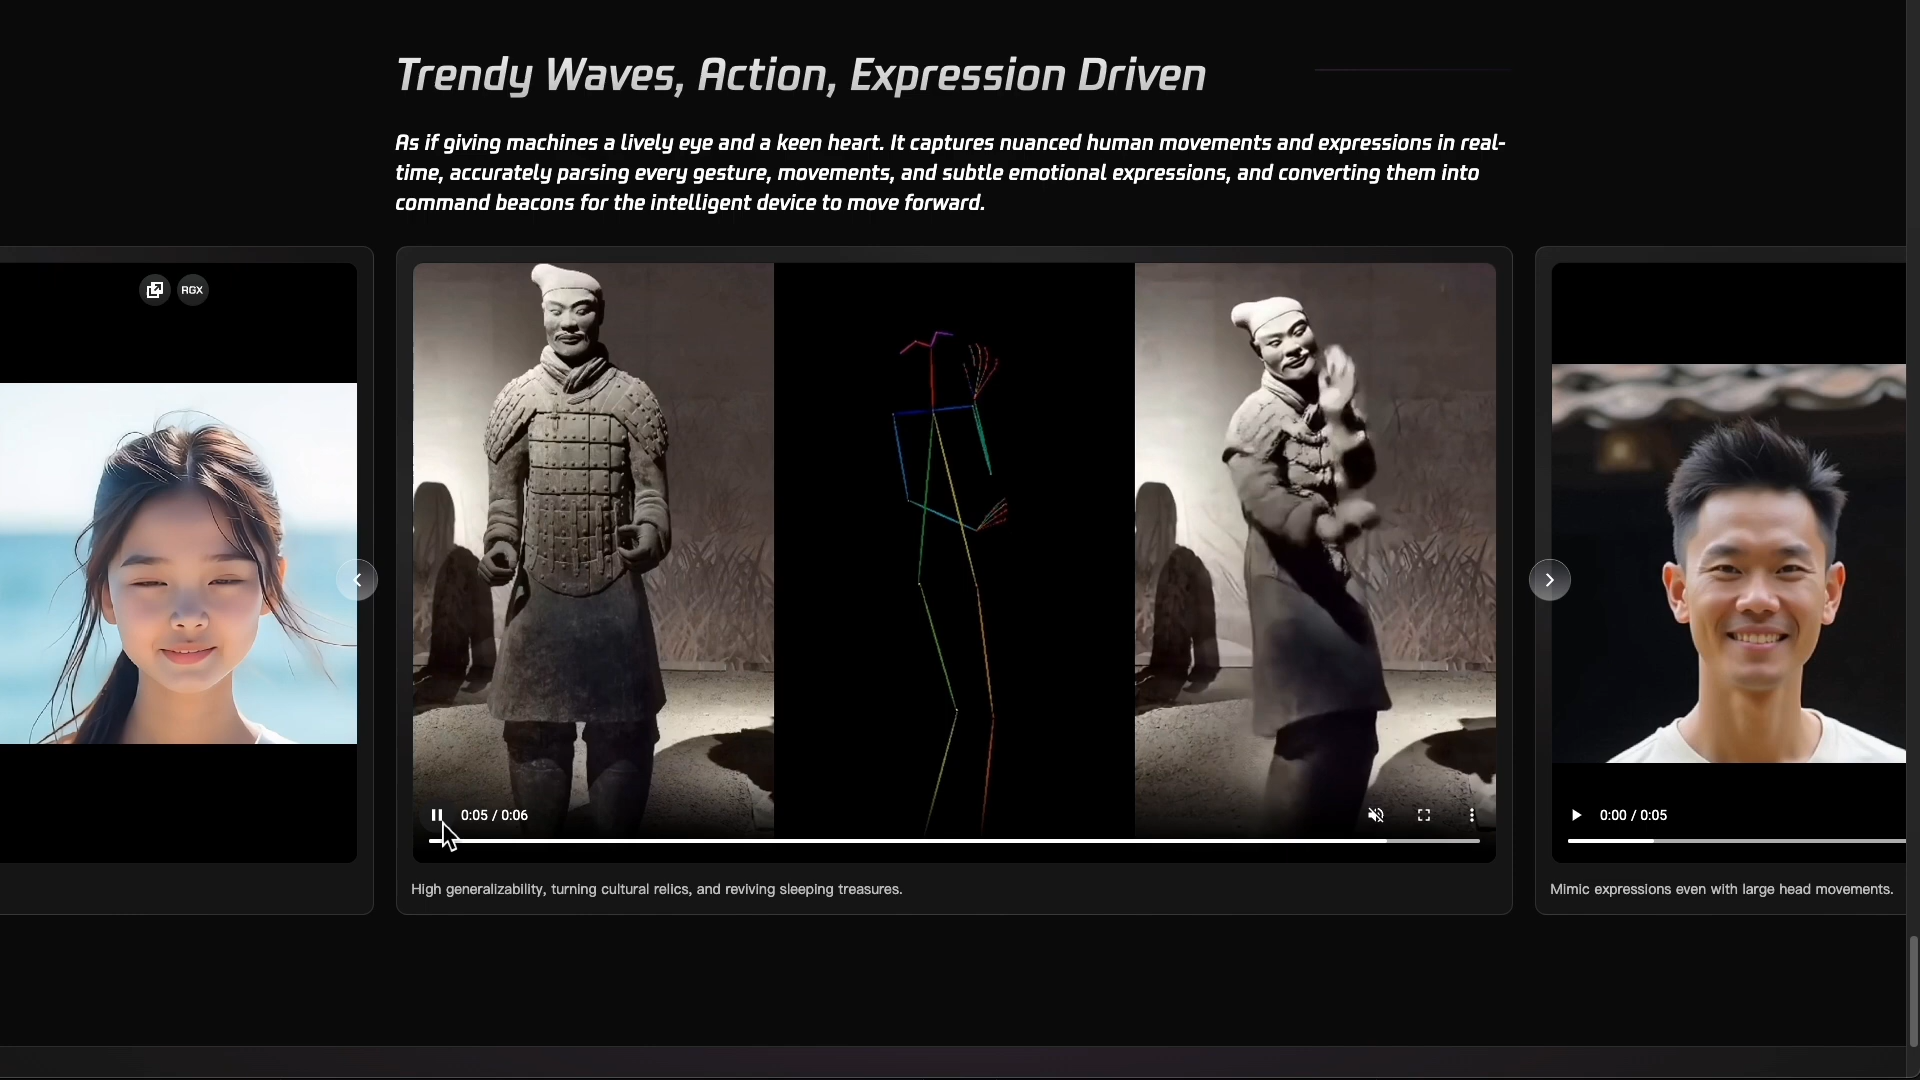 Trendy Waves, Action, Expression Driven
As if giving machines a lively eye and a keen heart. It captures nuanced human movements and expressions in real-
time, accurately parsing every gesture, movements, and subtle emotional expressions, and converting them into
command beacons for the intelligent device to move forward.
RGX
0:05 / 0:06
0:00 / 0:05
High generalizability, turning cultural relics, and reviving sleeping treasures.
Mimic expressions even with large head movements.